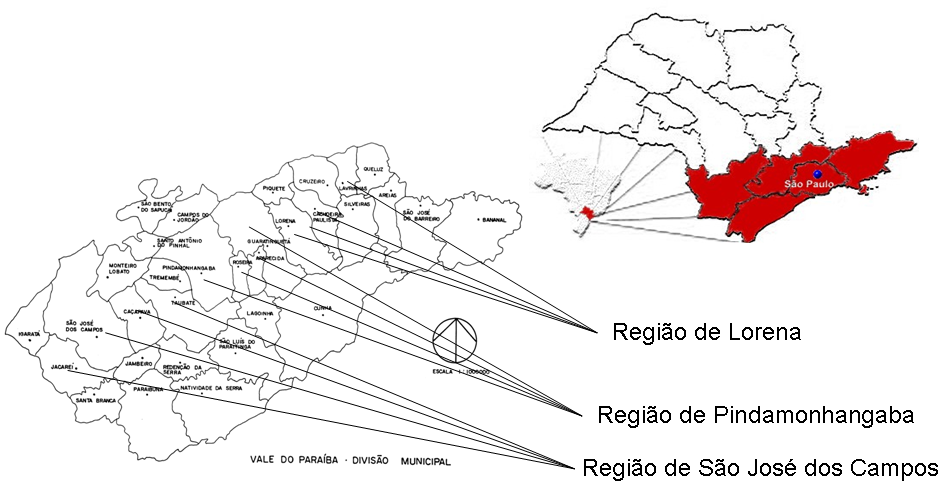 São Paulo
QUELUZ
CRUZEIRO
LAVRINHAS
PIQUETE
AREIAS
SÃO BENTO
DO SAPUCAI
SILVEIRAS
CAMPOS DO
JORDÃO
LORENA
CACHOEIRA
PAULISTA
SÃO JOSÉ
DO BARREIRO
BANANAL
SANTO ANTÔNIO
DO PINHAL
GUARATINGUETÁ
APARECIDA
ROSEIRA
MONTEIRO
LOBATO
PINDAMONHANGABA
TREMEMBÉ
TAUBATÉ
CAÇAPAVA
LAGOINHA
CUNHA
SÃO JOSÉ
DOS CAMPOS
IGARATÁ
SÃO LUÍS DO
PARAITINGA
JACAREÍ
JAMBEIRO
REDENÇÃO DA
SERRA
PARAIBUNA
NATIVIDADE DA SERRA
SANTA BRANCA
ESCALA 1:1000000
Região de Lorena
Região de Pindamonhangaba
Região de São José dos Campos
VALE DO PARAÍBA · DIVISÃO MUNICIPAL